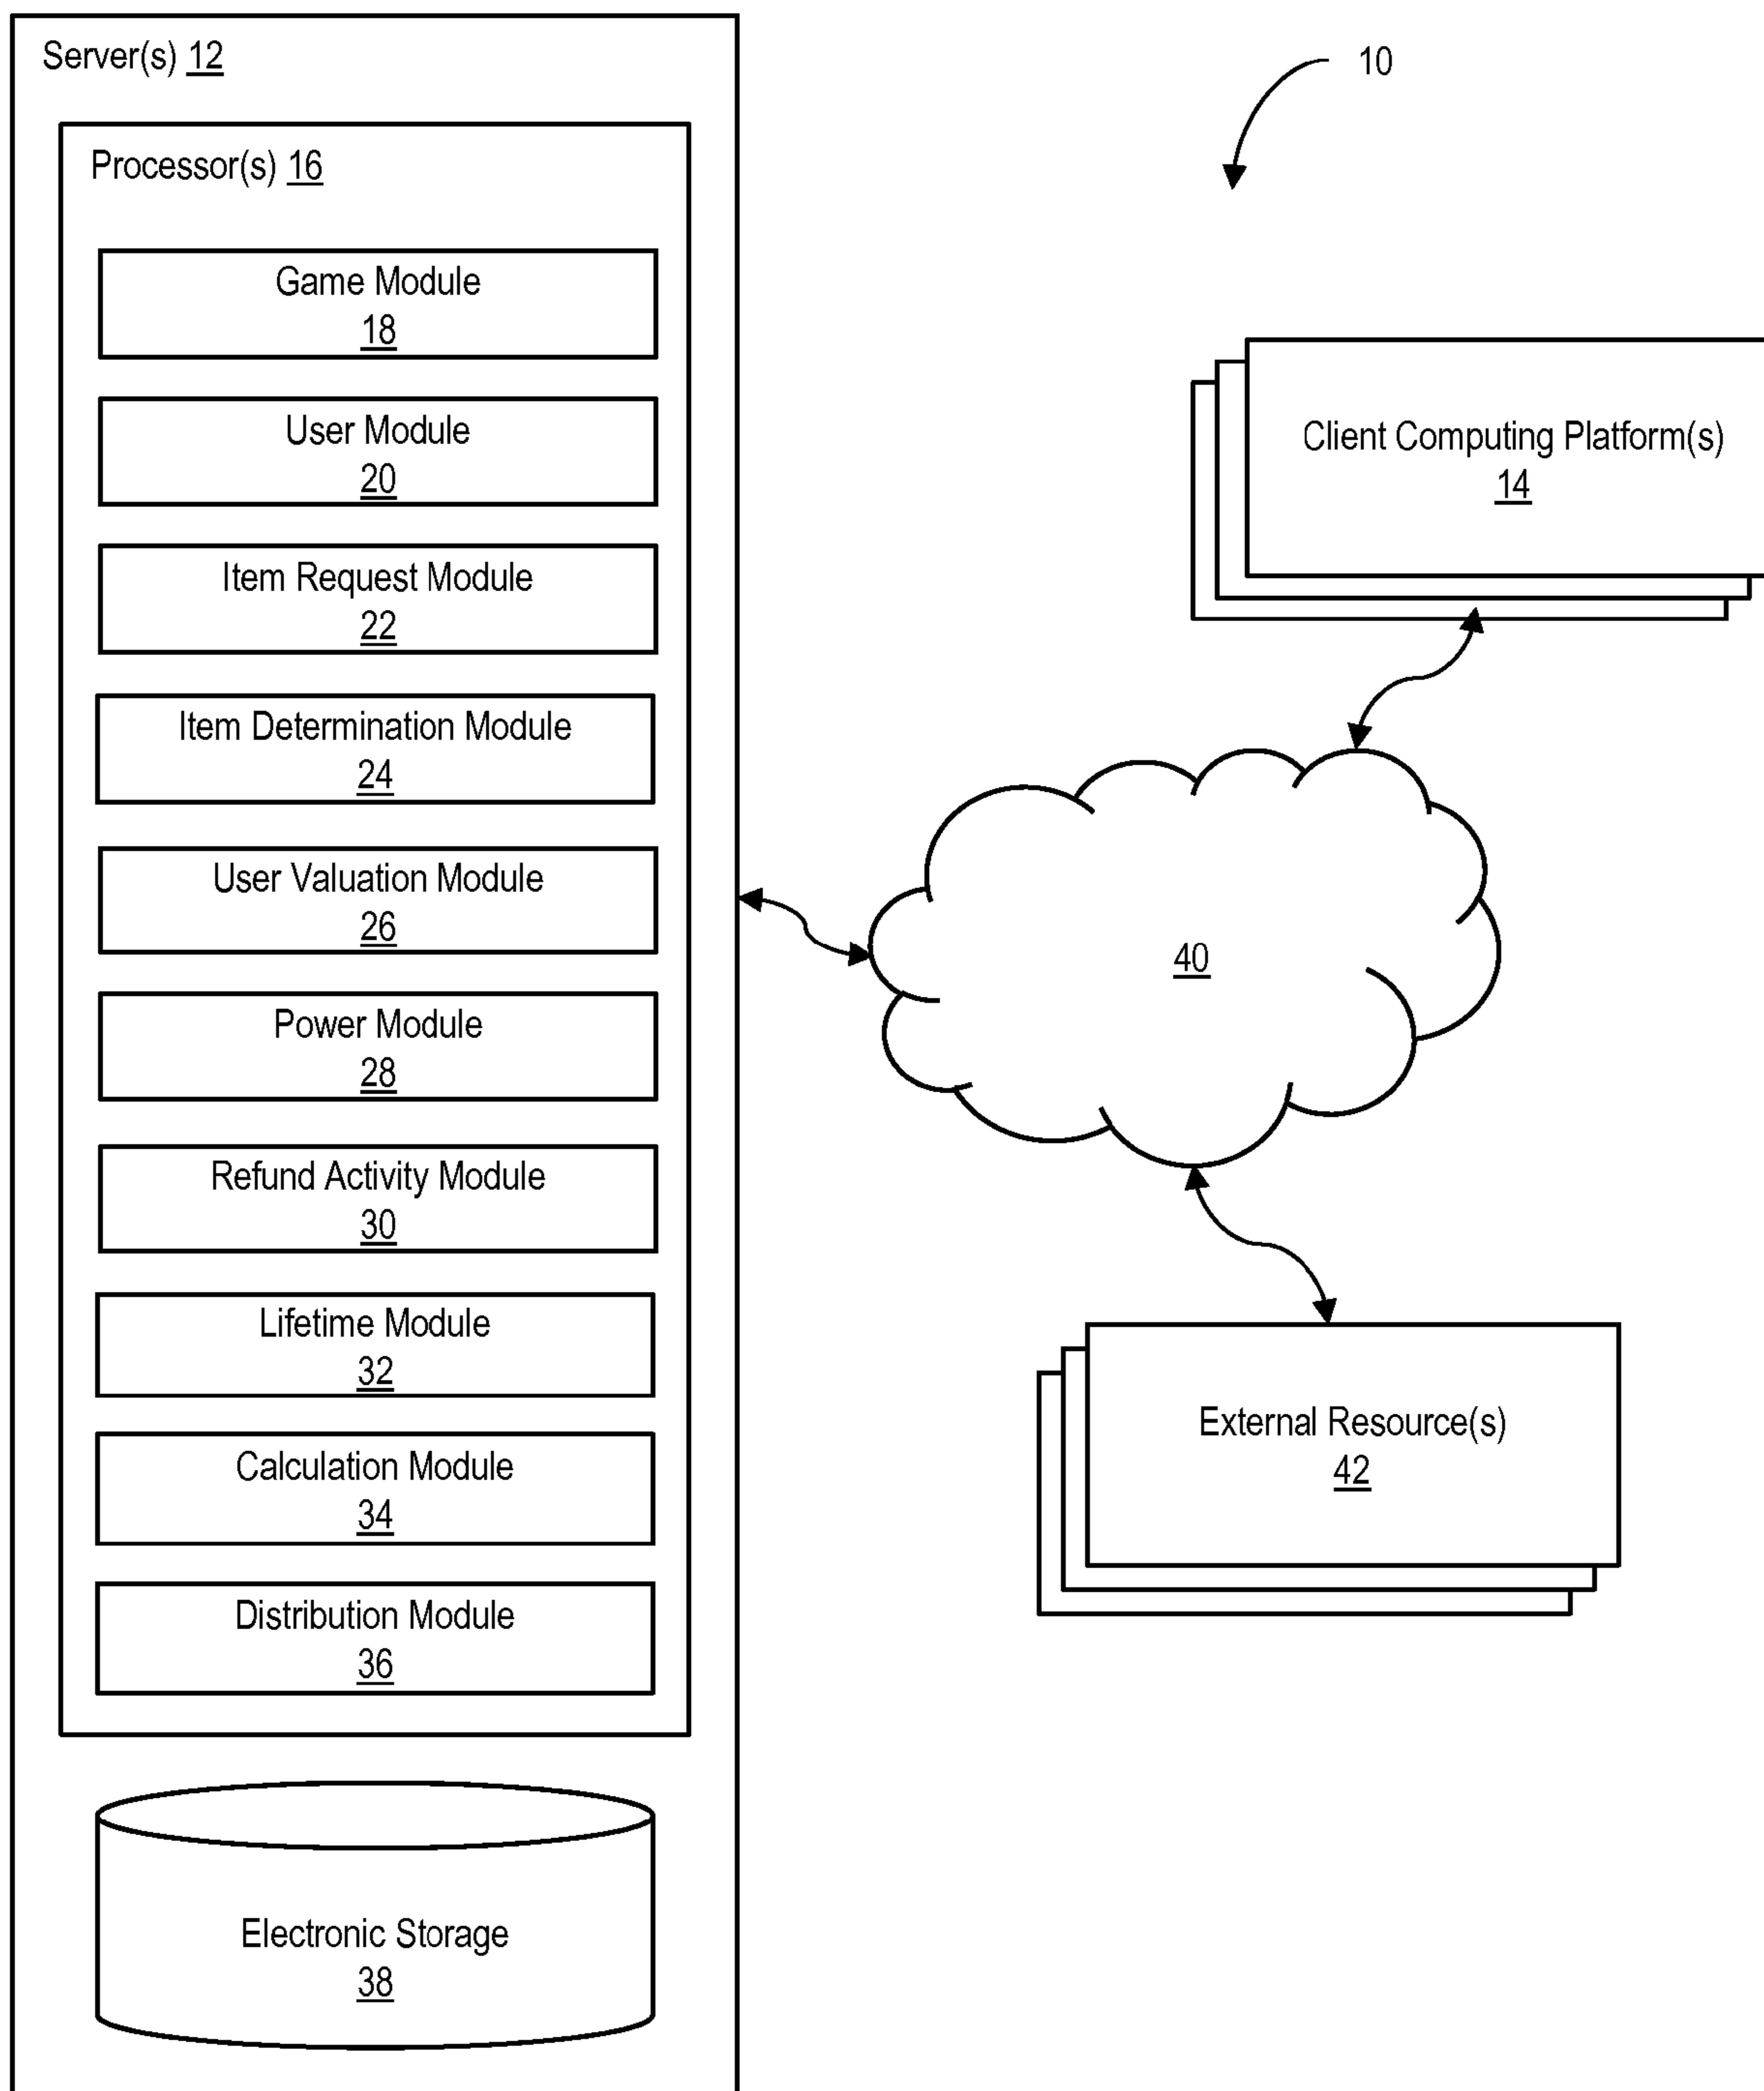 Server(s) 12
10
Processor(s) 16
Game Module
18
User Module
20
Item Request Module
22
Item Determination Module
24
User Valuation Module
26
Power Module
28
Refund Activity Module
30
Lifetime Module
32
Calculation Module
34
Distribution Module
36
Electronic Storage
38
Client Computing Platform(s)
14
40
External Resource(s)
42